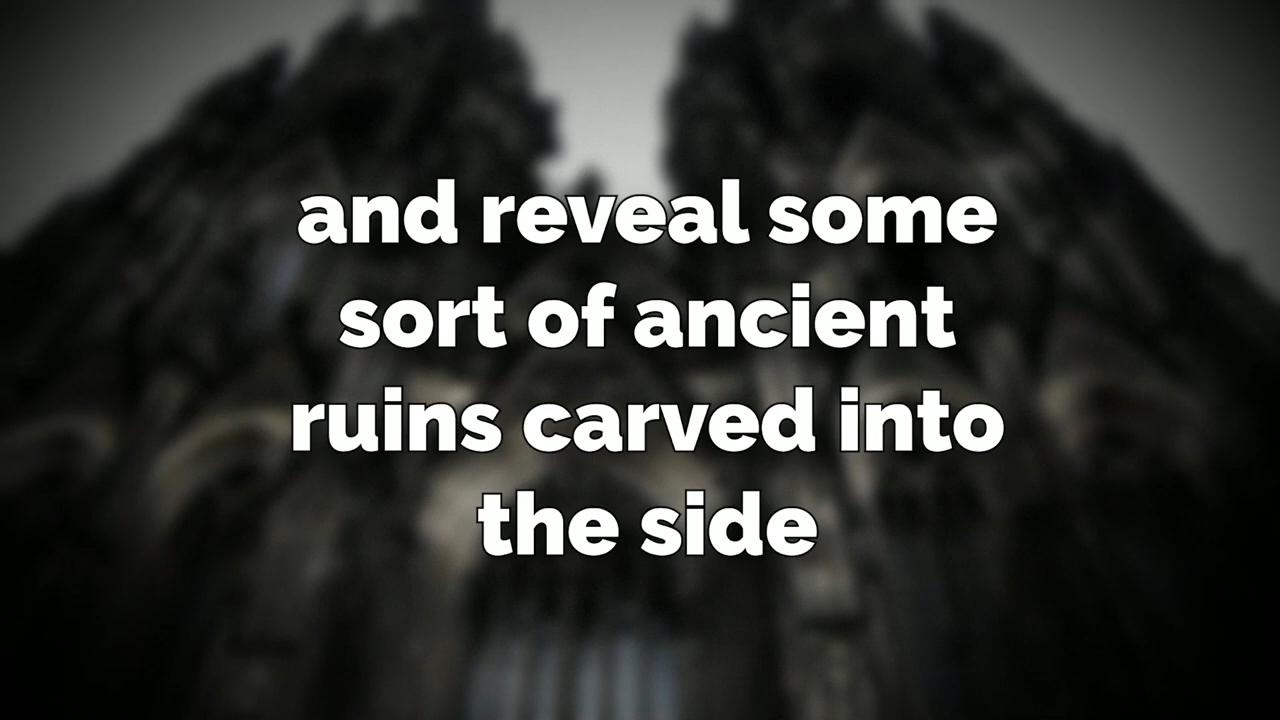 and reveal some
sort of ancient
ruins carved into
the side